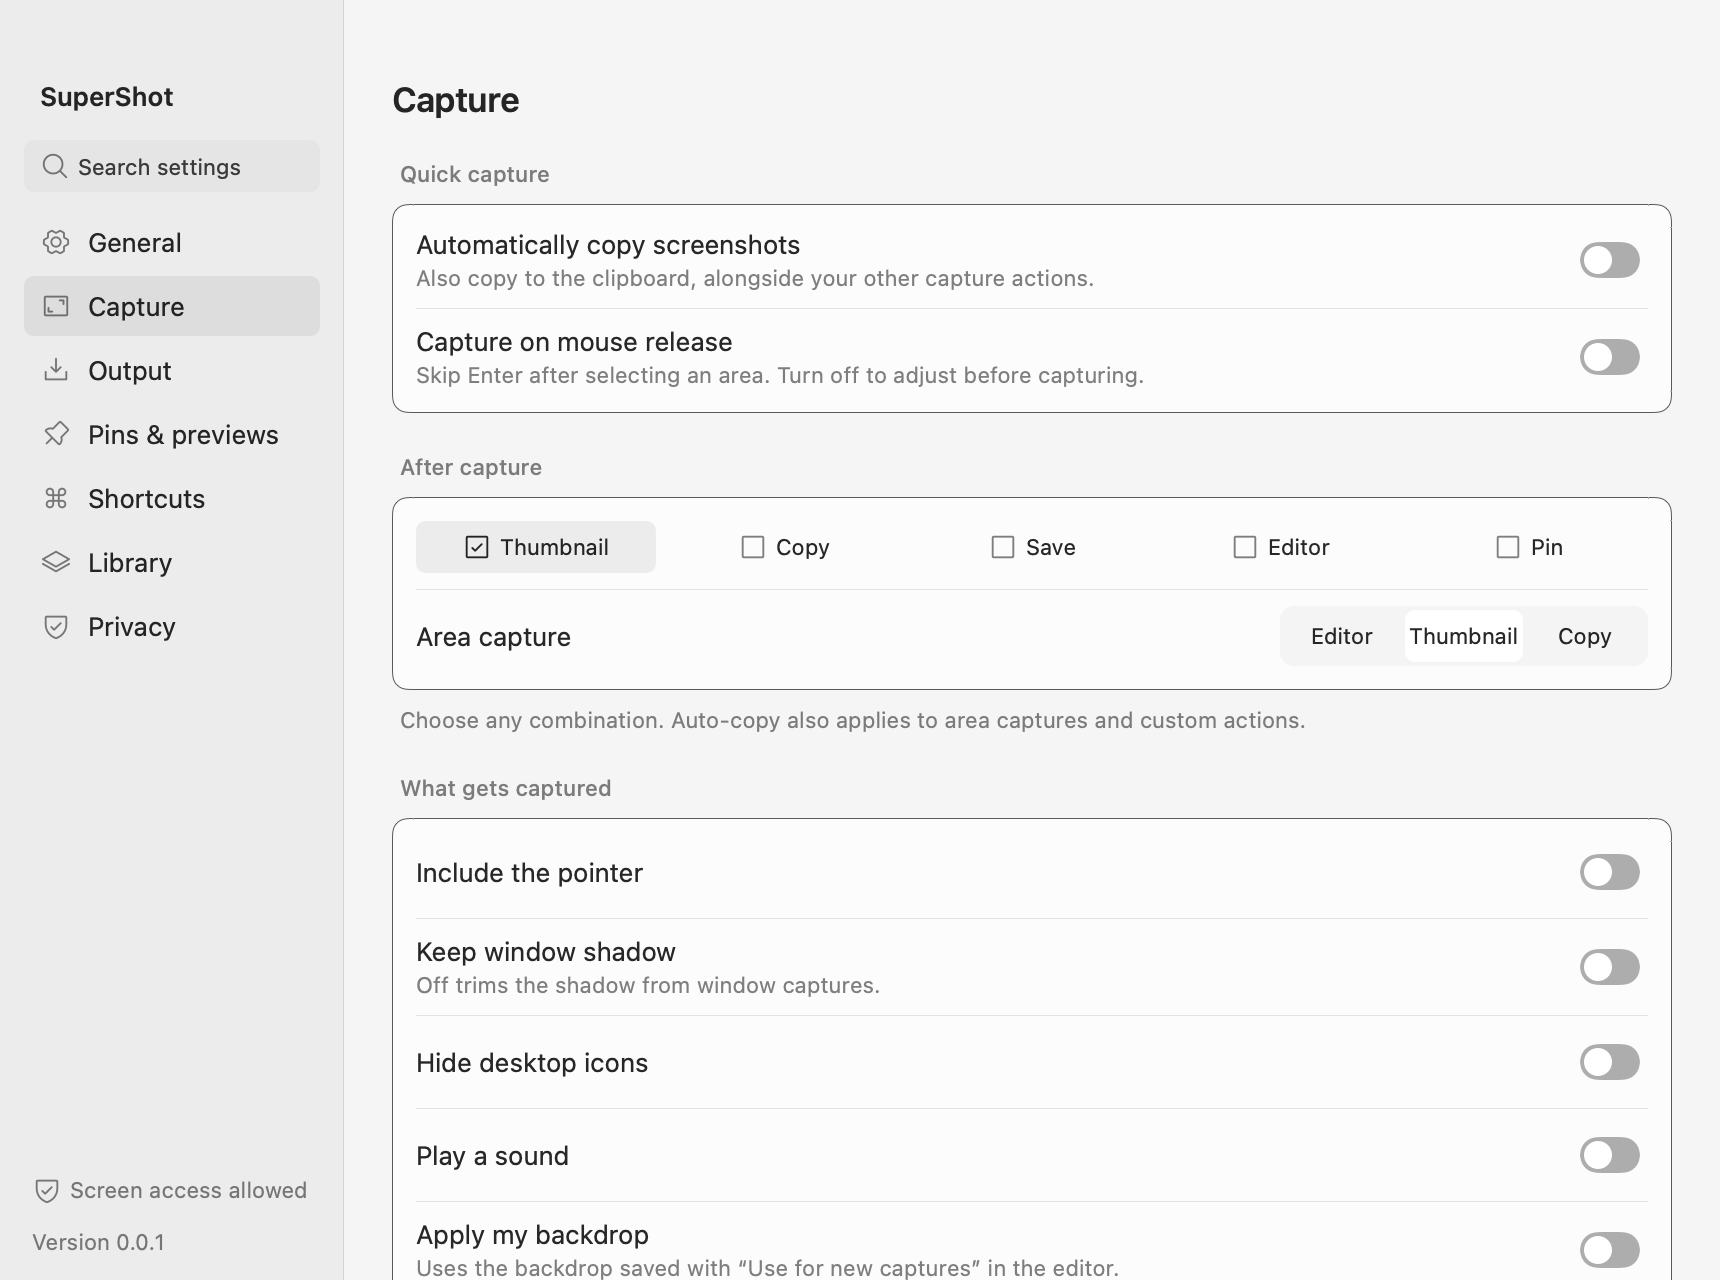 SuperShot
Search settings
General
Capture
Output
Pins & previews
Shortcuts
Library
Privacy
Screen access allowed
Version 0.0.1
Capture
Quick capture
Automatically copy screenshots
Also copy to the clipboard, alongside your other capture actions.
Capture on mouse release
Skip Enter after selecting an area. Turn off to adjust before capturing.
After capture
Thumbnail Copy Save Editor Pin
Area capture Editor Thumbnail Copy
Choose any combination. Auto-copy also applies to area captures and custom actions.
What gets captured
Include the pointer
Keep window shadow
Off trims the shadow from window captures.
Hide desktop icons
Play a sound
Apply my backdrop
Uses the backdrop saved with “Use for new captures” in the editor.